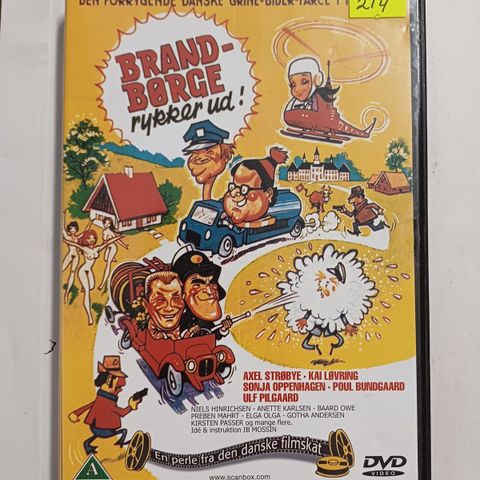 DEN FORRYGENDE DANSKE GRINE-BIDER-FARCE I
214
BRAND-
BØRGE
rykker ud!
AXEL STRØBYE · KAI LØVRING
SONJA OPPENHAGEN · POUL BUNDGAARD
ULF PILGAARD
NIELS HINRICHSEN - ANETTE KARLSEN - BAARD OWE
PREBEN MAHRT - ELGA OLGA - GOTHA ANDERSEN
KIRSTEN PASSER og mange flere.
Idé & instruktion IB MOSSIN
En perle fra den danske filmskat
A
www.scanbox.com
DVD
VIDEO